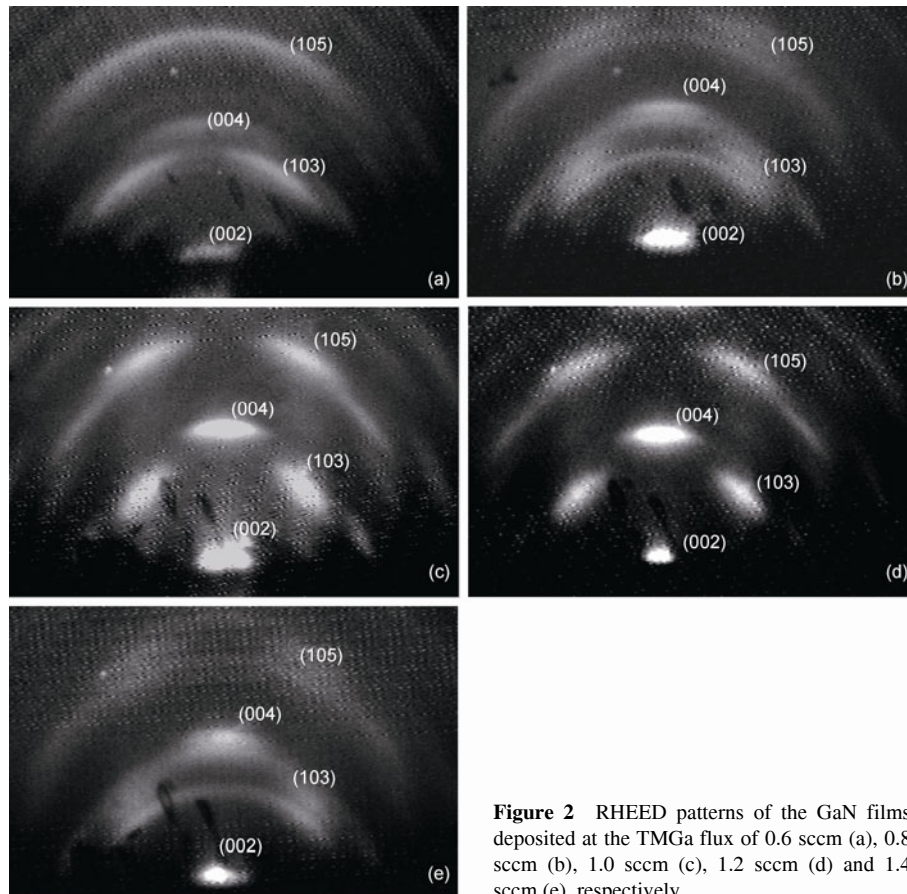 (105)
(004)
(103)
(002)
(a)
(105)
(004)
(103)
(002)
(b)
(105)
(004)
(103)
(002)
(c)
(105)
(004)
(103)
(002)
(d)
(105)
(004)
(103)
(002)
(e)
Figure 2 RHEED patterns of the GaN films
deposited at the TMGa flux of 0.6 sccm (a), 0.8
sccm (b), 1.0 sccm (c), 1.2 sccm (d) and 1.4
sccm (e), respectively